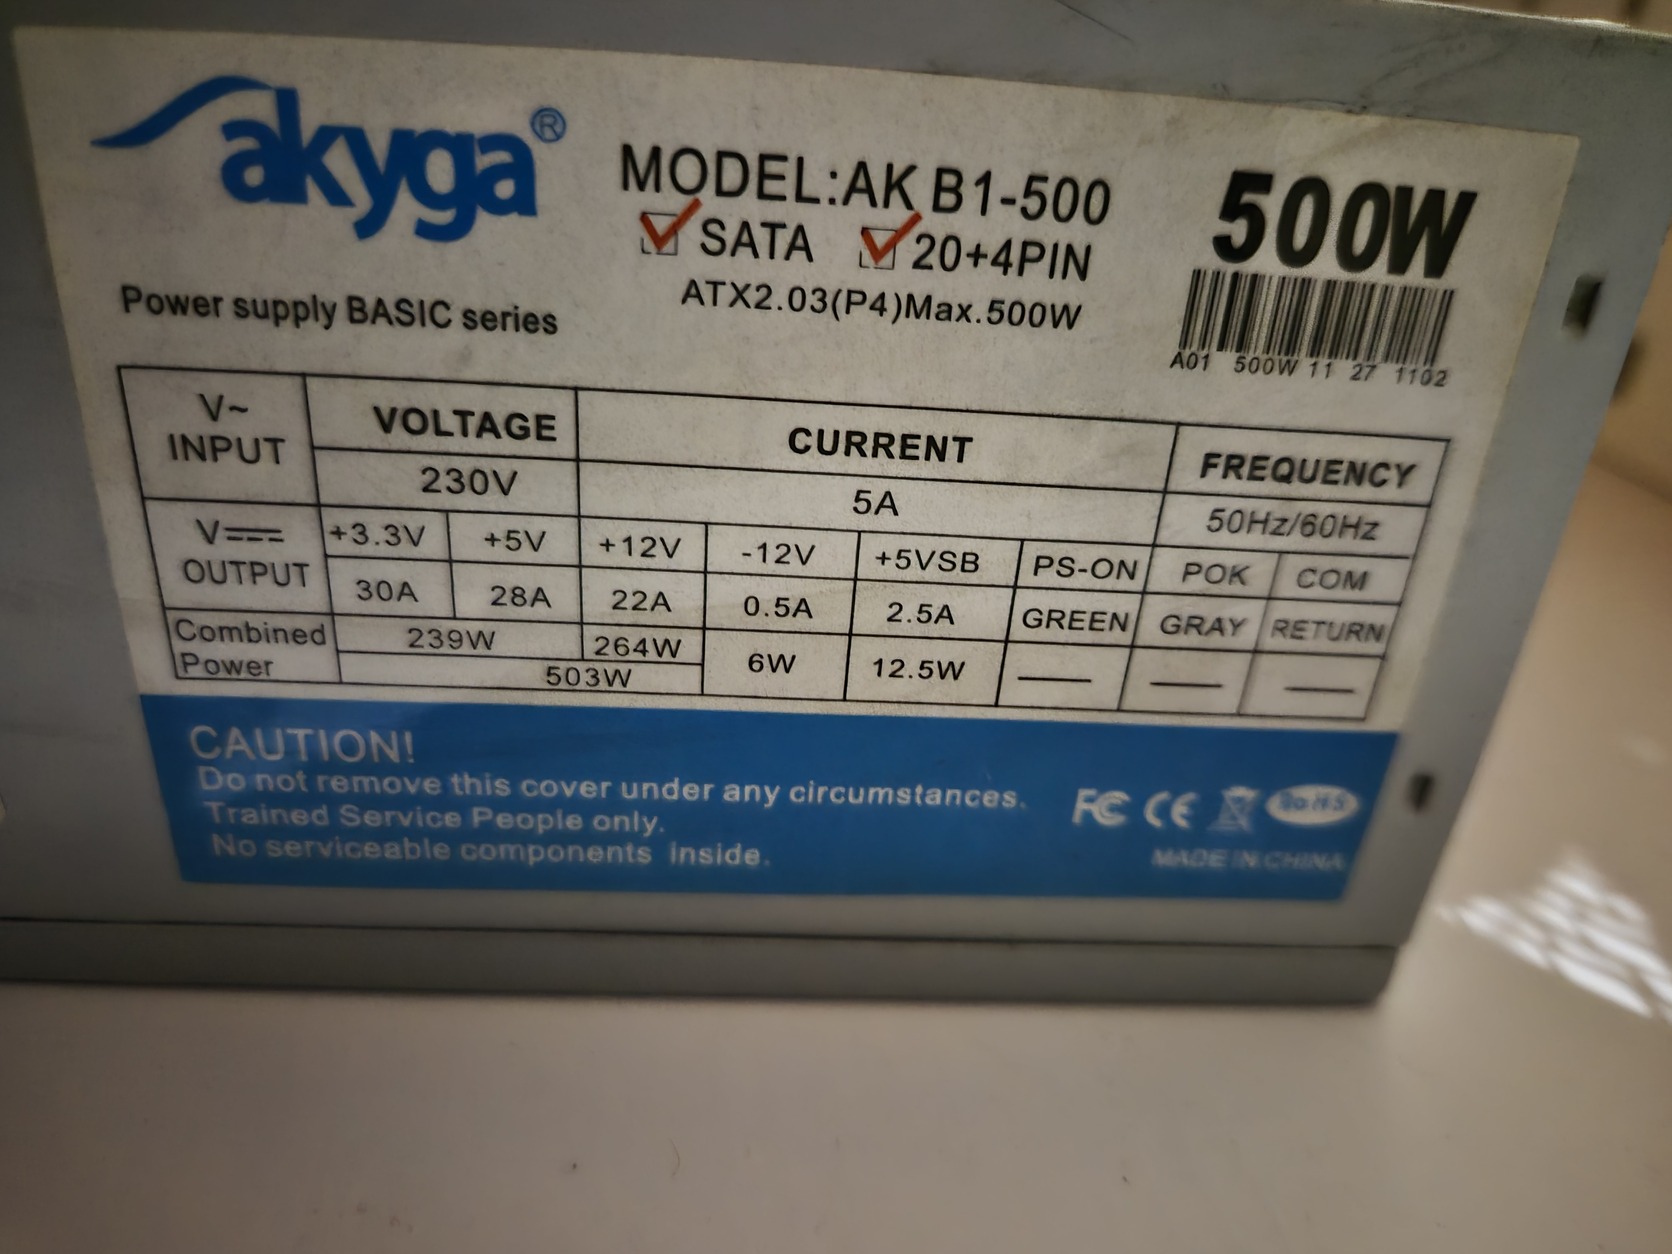 akyga®
MODEL:AK B1-500
500W
SATA 20+4PIN
Power supply BASIC series
ATX2.03(P4)Max.500W
A01 500W 11 27 1102
V~ INPUT
VOLTAGE
CURRENT
FREQUENCY
230V
5A
50Hz/60Hz
V⎓ OUTPUT
+3.3V +5V +12V -12V +5VSB PS-ON POK COM
30A 28A 22A 0.5A 2.5A GREEN GRAY RETURN
Combined Power
239W 264W 6W 12.5W — — —
503W
CAUTION!
Do not remove this cover under any circumstances.
Trained Service People only.
No serviceable components inside.
FC CE RoHS
MADE IN CHINA